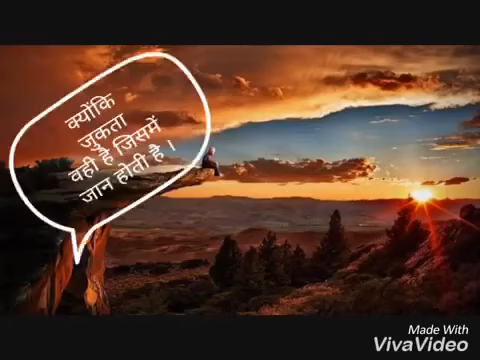 क्योंकि
जुकता
वही है जिसमें
जान होती है ।
Made With
VivaVideo